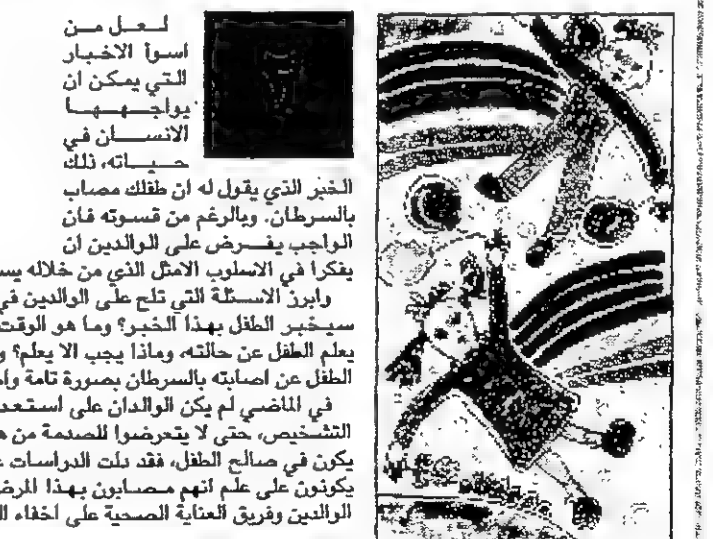 لعل من
اسوأ الاخبار
التي يمكن ان
يواجهها
الانسان في
حياته، ذلك
الخبر الذي يقول له ان طفلك مصاب
بالسرطان. وبالرغم من قسوته فان
الواجب يفرض على الوالدين ان
يفكرا في الاسلوب الامثل الذي من خلاله
وابرز الاسئلة التي تلح على الوالدين في
سيخبر الطفل بهذا الخبر؟ وما هو الوقت
يعلم الطفل عن حالته، وماذا يجب الا يعلم؟
الطفل عن اصابته بالسرطان بصورة تامة
في الماضي لم يكن الوالدان على
التشخيص، حتى لا يتعرضوا للصدمة من
يكون في صالح الطفل، فقد دلت الدراسات
يكونون على علم انهم مصابون بهذا
الوالدين وفريق العناية الصحية على اخفاء